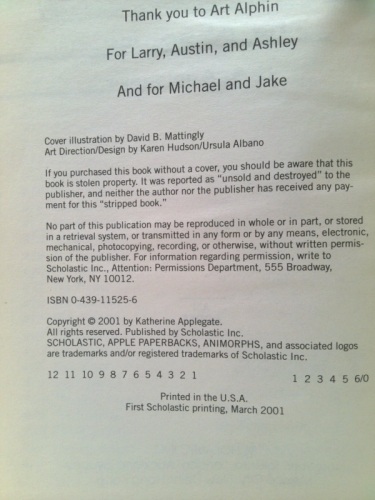 Thank you to Art Alphin
For Larry, Austin, and Ashley
And for Michael and Jake
Cover illustration by David B. Mattingly
Art Direction/Design by Karen Hudson/Ursula Albano
If you purchased this book without a cover, you should be aware that this
book is stolen property. It was reported as "unsold and destroyed" to the
publisher, and neither the author nor the publisher has received any pay-
ment for this "stripped book."
No part of this publication may be reproduced in whole or in part, or stored
in a retrieval system, or transmitted in any form or by any means, electronic,
mechanical, photocopying, recording, or otherwise, without written permis-
sion of the publisher. For information regarding permission, write to
Scholastic Inc., Attention: Permissions Department, 555 Broadway,
New York, NY 10012.
ISBN 0-439-11525-6
Copyright © 2001 by Katherine Applegate.
All rights reserved. Published by Scholastic Inc.
SCHOLASTIC, APPLE PAPERBACKS, ANIMORPHS, and associated logos
are trademarks and/or registered trademarks of Scholastic Inc.
12 11 10 9 8 7 6 5 4 3 2 1 1 2 3 4 5 6/0
Printed in the U.S.A.
First Scholastic printing, March 2001